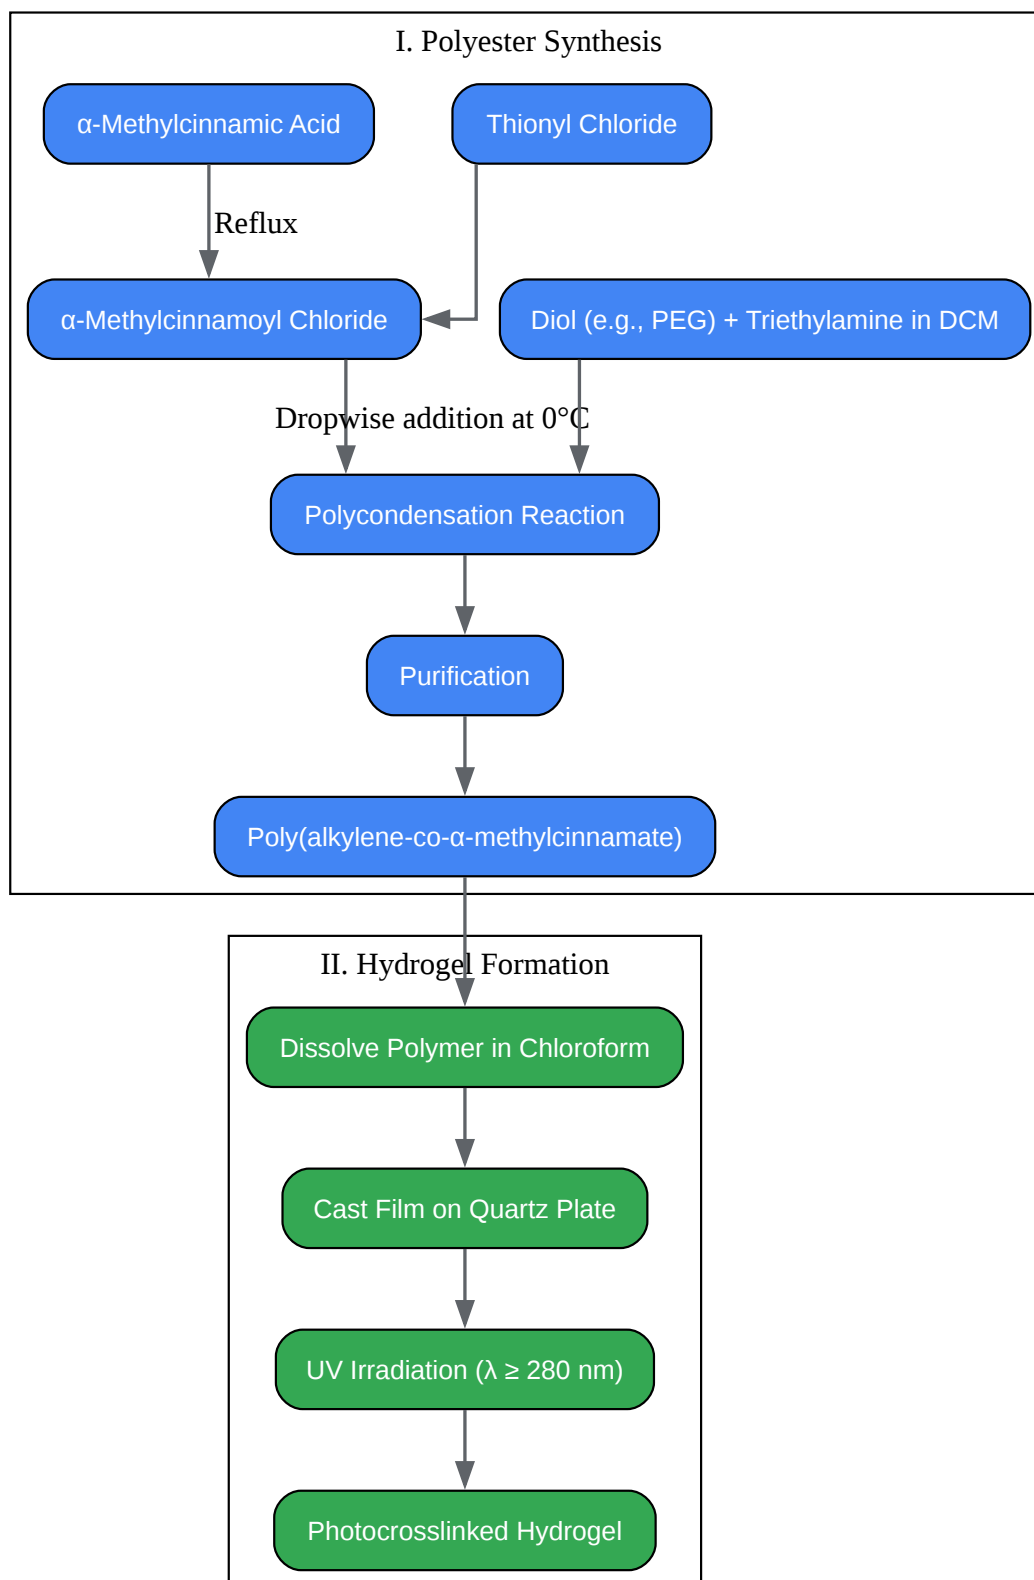 I. Polyester Synthesis
α-Methylcinnamic Acid
Thionyl Chloride
Reflux
α-Methylcinnamoyl Chloride
Diol (e.g., PEG) + Triethylamine in DCM
Dropwise addition at 0°C
Polycondensation Reaction
Purification
Poly(alkylene-co-α-methylcinnamate)
II. Hydrogel Formation
Dissolve Polymer in Chloroform
Cast Film on Quartz Plate
UV Irradiation (λ ≥ 280 nm)
Photocrosslinked Hydrogel